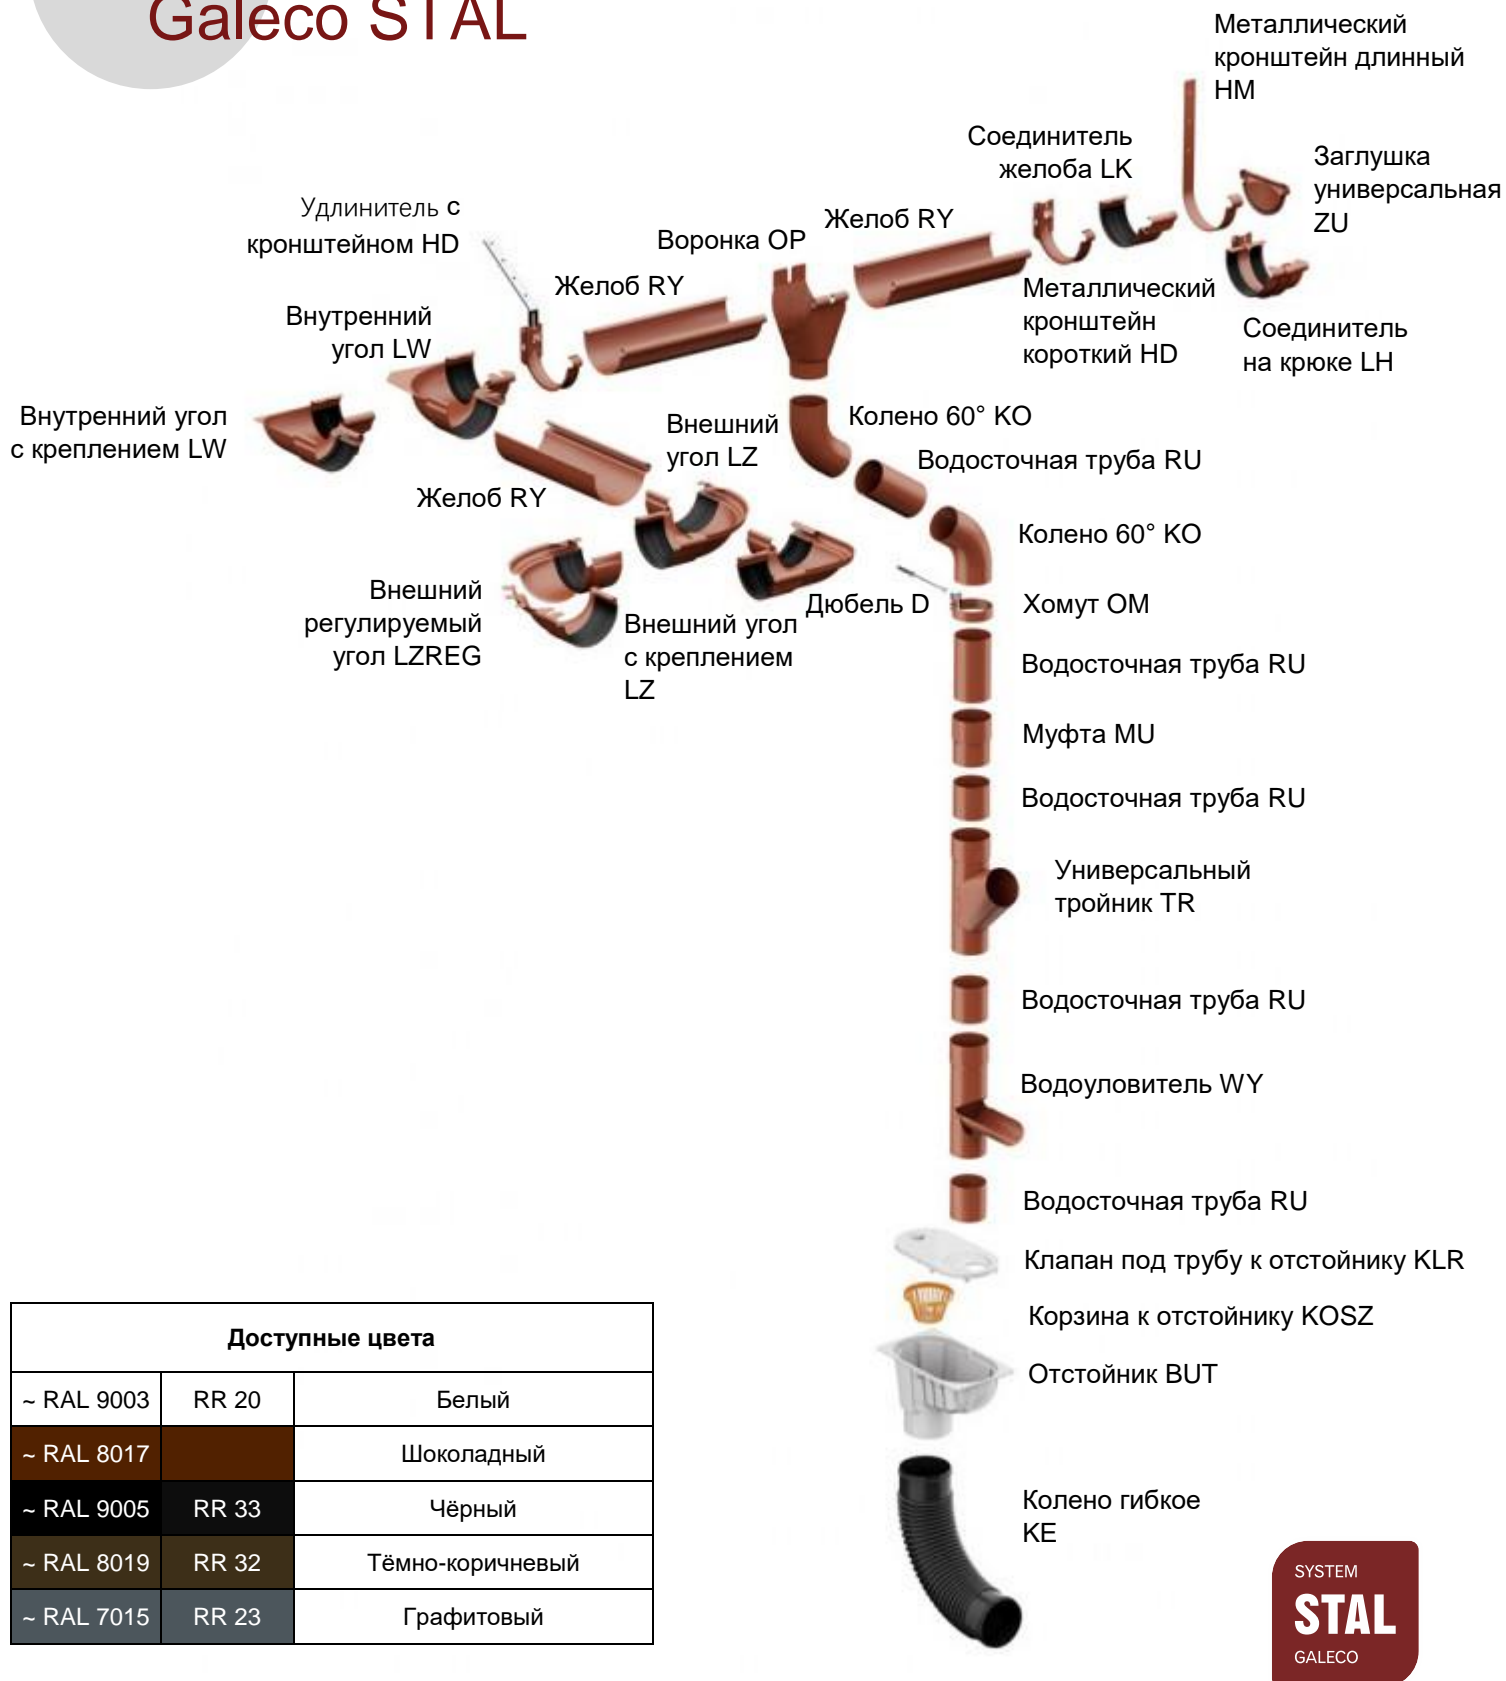 Galeco STAL
Металлический
кронштейн длинный
HM
Соединитель
желоба LK
Заглушка
универсальная
ZU
Удлинитель с
кронштейном HD
Воронка OP
Желоб RY
Желоб RY
Металлический
кронштейн
короткий HD
Соединитель
на крюке LH
Внутренний
угол LW
Внутренний угол
с креплением LW
Внешний
угол LZ
Колено 60° KO
Водосточная труба RU
Желоб RY
Колено 60° KO
Внешний
регулируемый
угол LZREG
Внешний угол
с креплением
LZ
Дюбель D
Хомут OM
Водосточная труба RU
Муфта MU
Водосточная труба RU
Универсальный
тройник TR
Водосточная труба RU
Водоуловитель WY
Водосточная труба RU
Клапан под трубу к отстойнику KLR
Корзина к отстойнику KOSZ
Отстойник BUT
Колено гибкое
KE
Доступные цвета
~ RAL 9003 RR 20 Белый
~ RAL 8017 Шоколадный
~ RAL 9005 RR 33 Чёрный
~ RAL 8019 RR 32 Тёмно-коричневый
~ RAL 7015 RR 23 Графитовый
SYSTEM
STAL
GALECO